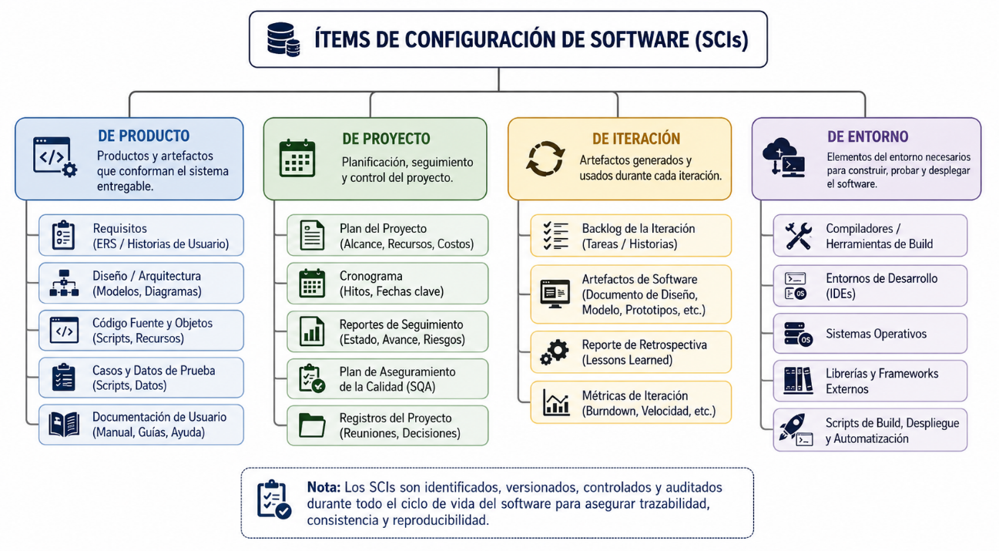 ÍTEMS DE CONFIGURACIÓN DE SOFTWARE (SCIs)
DE PRODUCTO
Productos y artefactos
que conforman el sistema
entregable.
Requisitos
(ERS / Historias de Usuario)
Diseño / Arquitectura
(Modelos, Diagramas)
</>
Código Fuente y Objetos
(Scripts, Recursos)
Casos y Datos de Prueba
(Scripts, Datos)
Documentación de Usuario
(Manual, Guías, Ayuda)
DE PROYECTO
Planificación, seguimiento
y control del proyecto.
Plan del Proyecto
(Alcance, Recursos, Costos)
Cronograma
(Hitos, Fechas clave)
Reportes de Seguimiento
(Estado, Avance, Riesgos)
Plan de Aseguramiento
de la Calidad (SQA)
Registros del Proyecto
(Reuniones, Decisiones)
DE ITERACIÓN
Artefactos generados y
usados durante cada iteración.
Backlog de la Iteración
(Tareas / Historias)
Artefactos de Software
(Documento de Diseño,
Modelo, Prototipos, etc.)
Reporte de Retrospectiva
(Lessons Learned)
Métricas de Iteración
(Burndown, Velocidad, etc.)
DE ENTORNO
Elementos del entorno necesarios
para construir, probar y desplegar
el software.
Compiladores /
Herramientas de Build
Entornos de Desarrollo
(IDEs)
OS
Sistemas Operativos
OS
Librerías y Frameworks
Externos
Scripts de Build, Despliegue
y Automatización
Nota: Los SCIs son identificados, versionados, controlados y auditados
durante todo el ciclo de vida del software para asegurar trazabilidad,
consistencia y reproducibilidad.